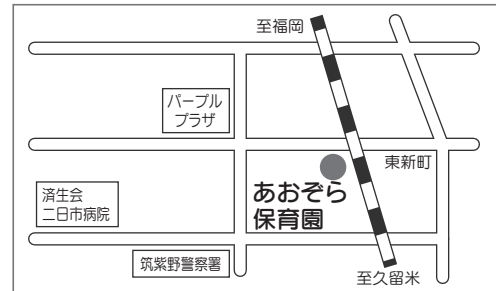 至福岡
パープル
プラザ
東新町
あおぞら
保育園
済生会
二日市病院
筑紫野警察署
至久留米